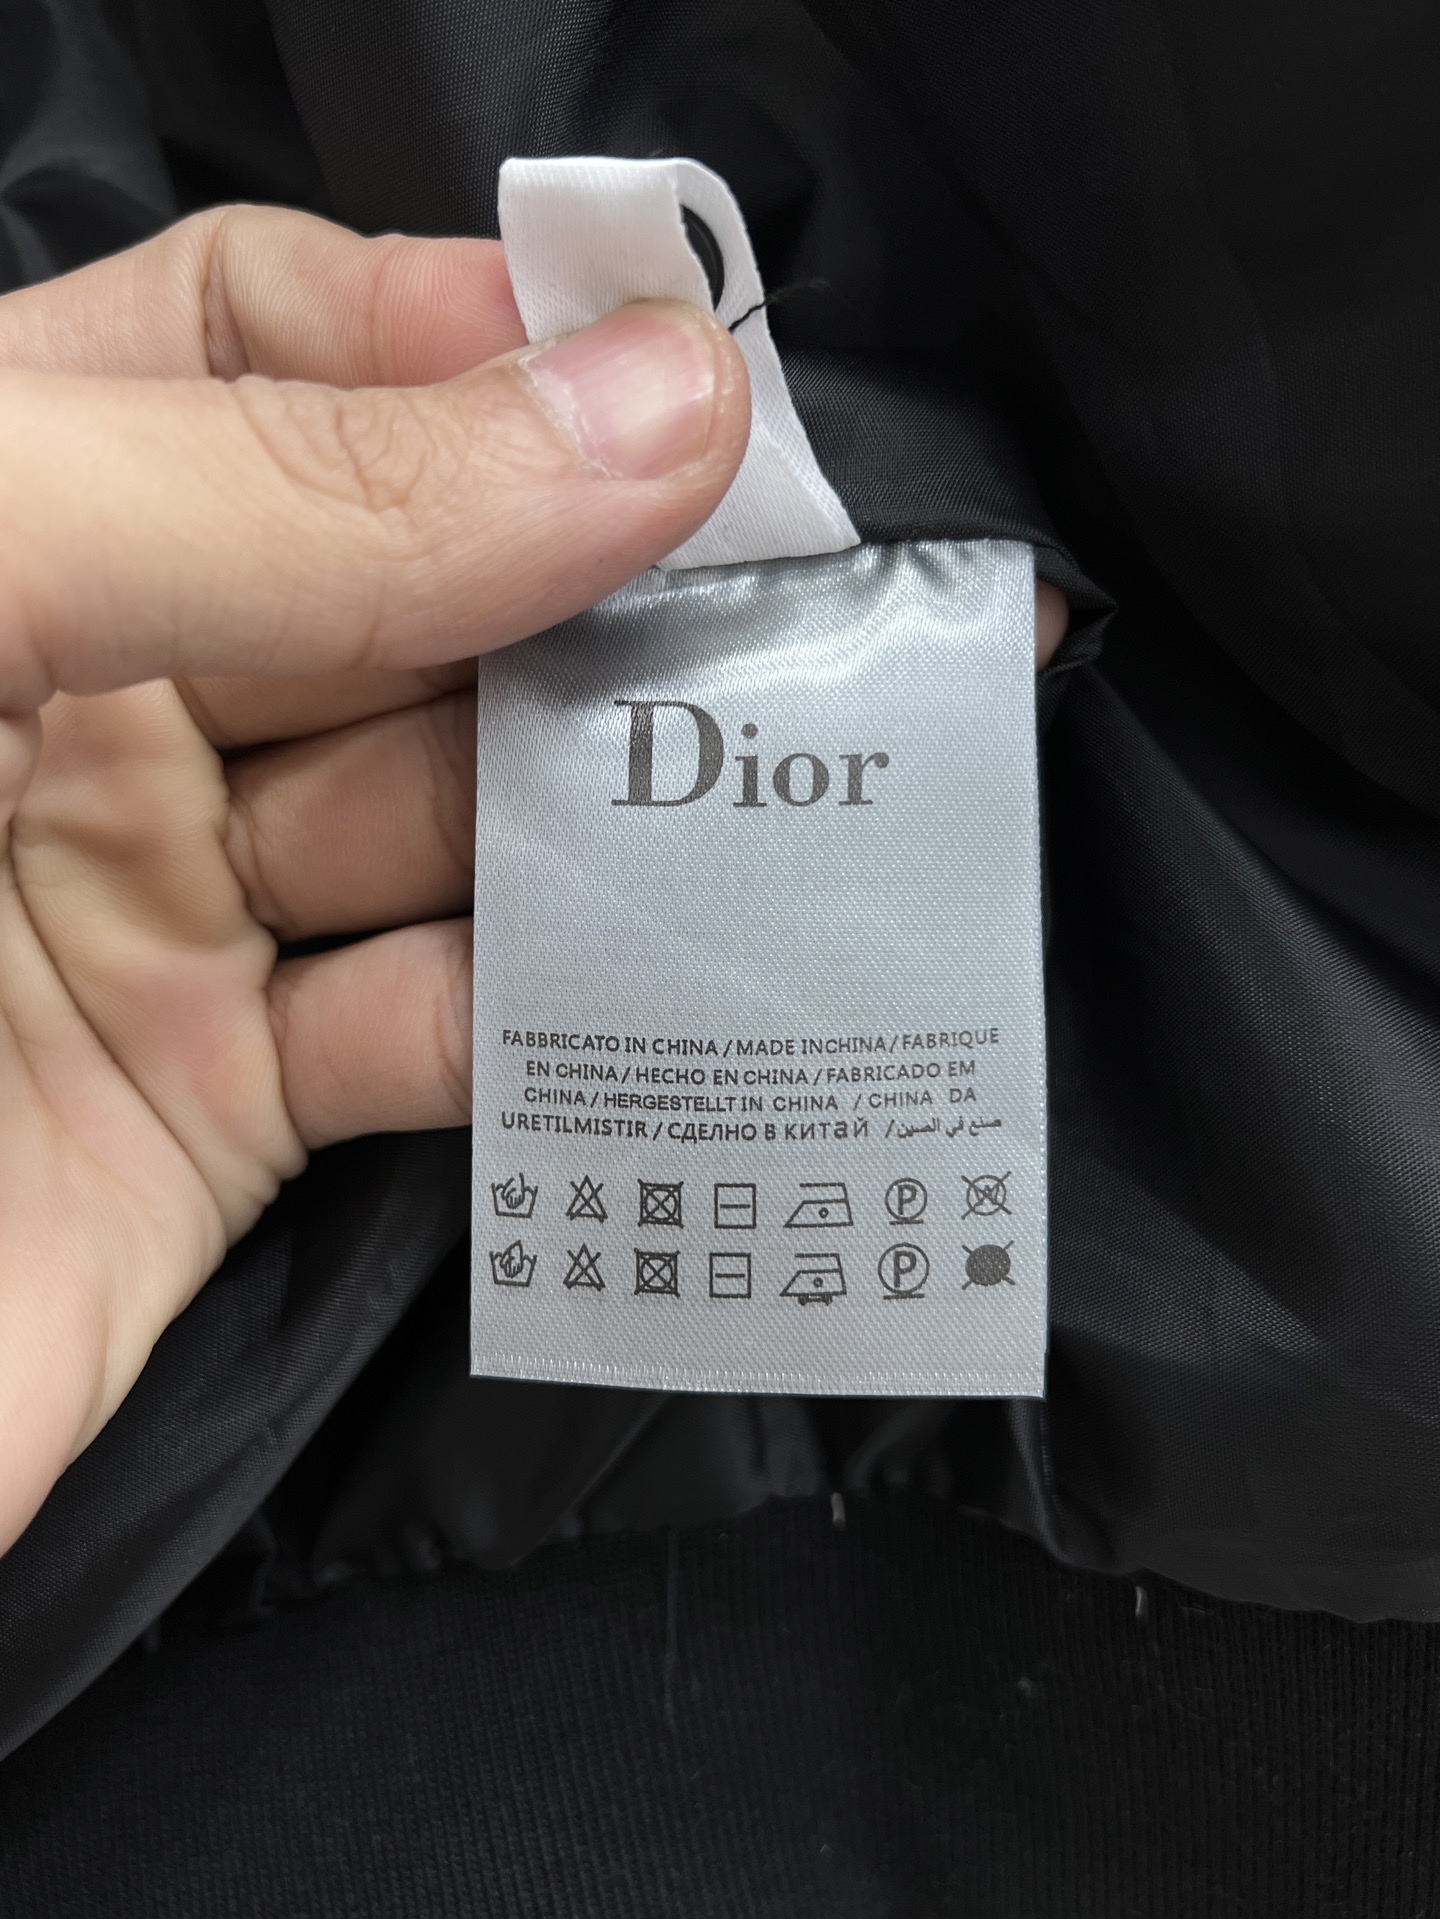 Dior
FABBRICATO IN CHINA / MADE INCHINA / FABRIQUE
EN CHINA / HECHO EN CHINA / FABRICADO EM
CHINA / HERGESTELLT IN CHINA / CHINA DA
URETILMISTIR / СДЕЛНО В КИТай / صنع في الصين
P W
P